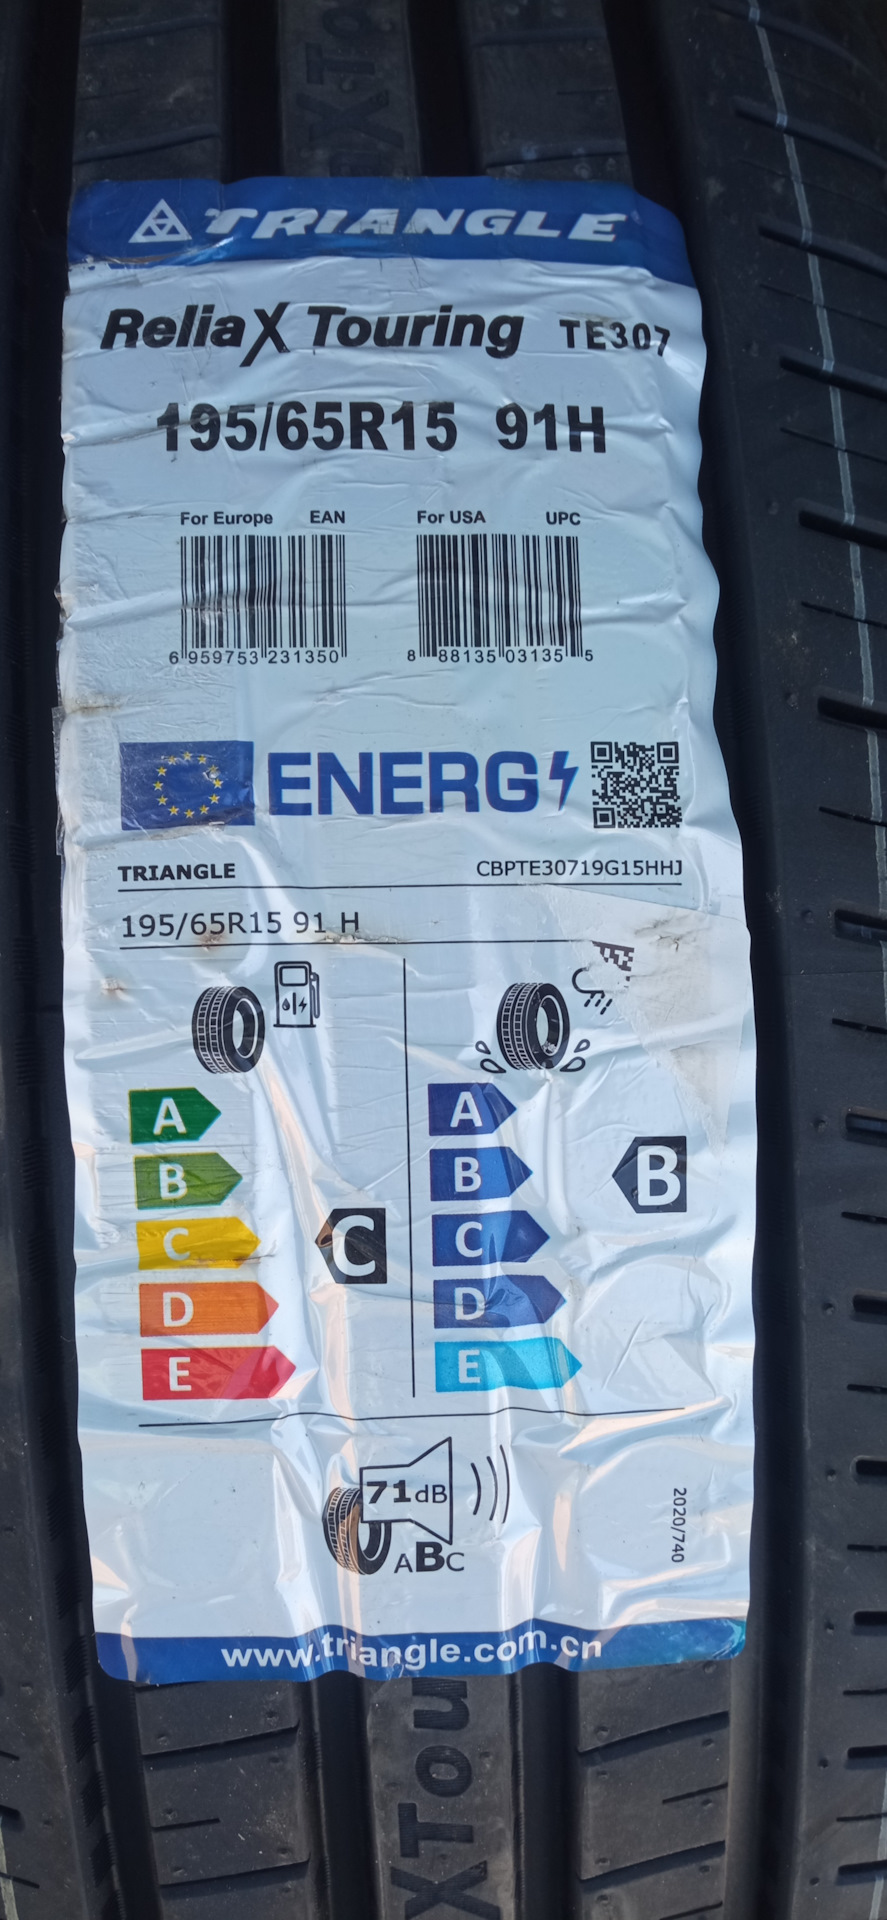 TRIANGLE
ReliaX Touring TE307
195/65R15 91H
For Europe EAN For USA UPC
6 959753 231350 8 88135 03135 5
ENERG
TRIANGLE CBPTE30719G15HHJ
195/65R15 91 H
A A
B B B
C C C
D D
E E
71dB
ABC
2020/740
www.triangle.com.cn
XTour